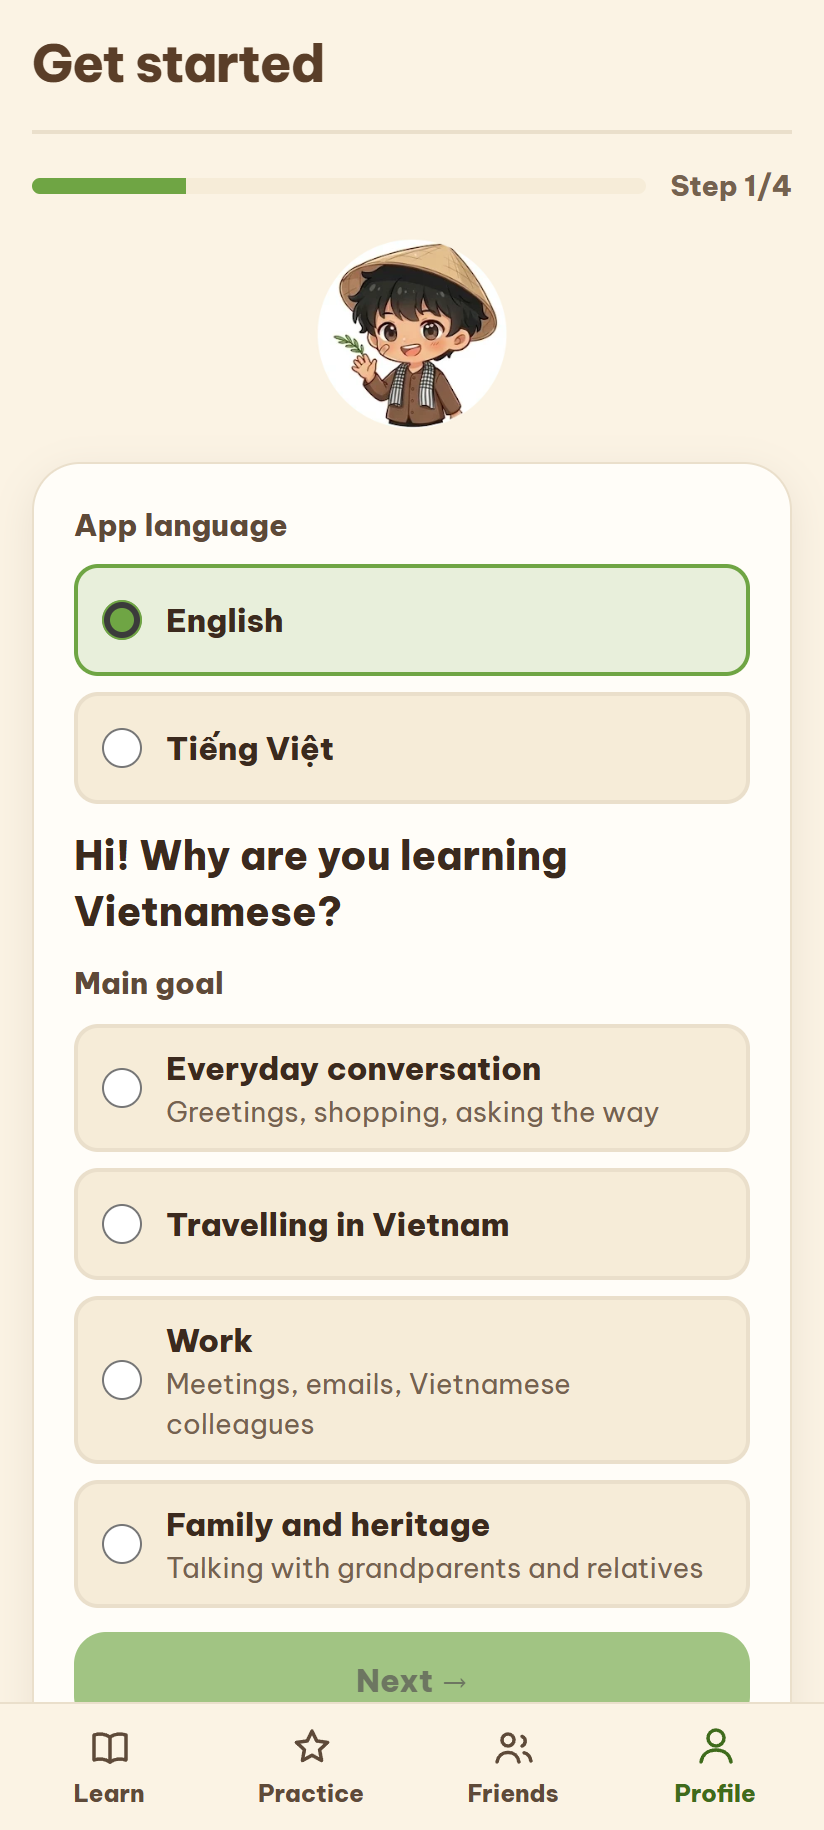 Get started
Step 1/4
App language
English
Tiếng Việt
Hi! Why are you learning
Vietnamese?
Main goal
Everyday conversation
Greetings, shopping, asking the way
Travelling in Vietnam
Work
Meetings, emails, Vietnamese
colleagues
Family and heritage
Talking with grandparents and relatives
Next →
Learn
Practice
Friends
Profile